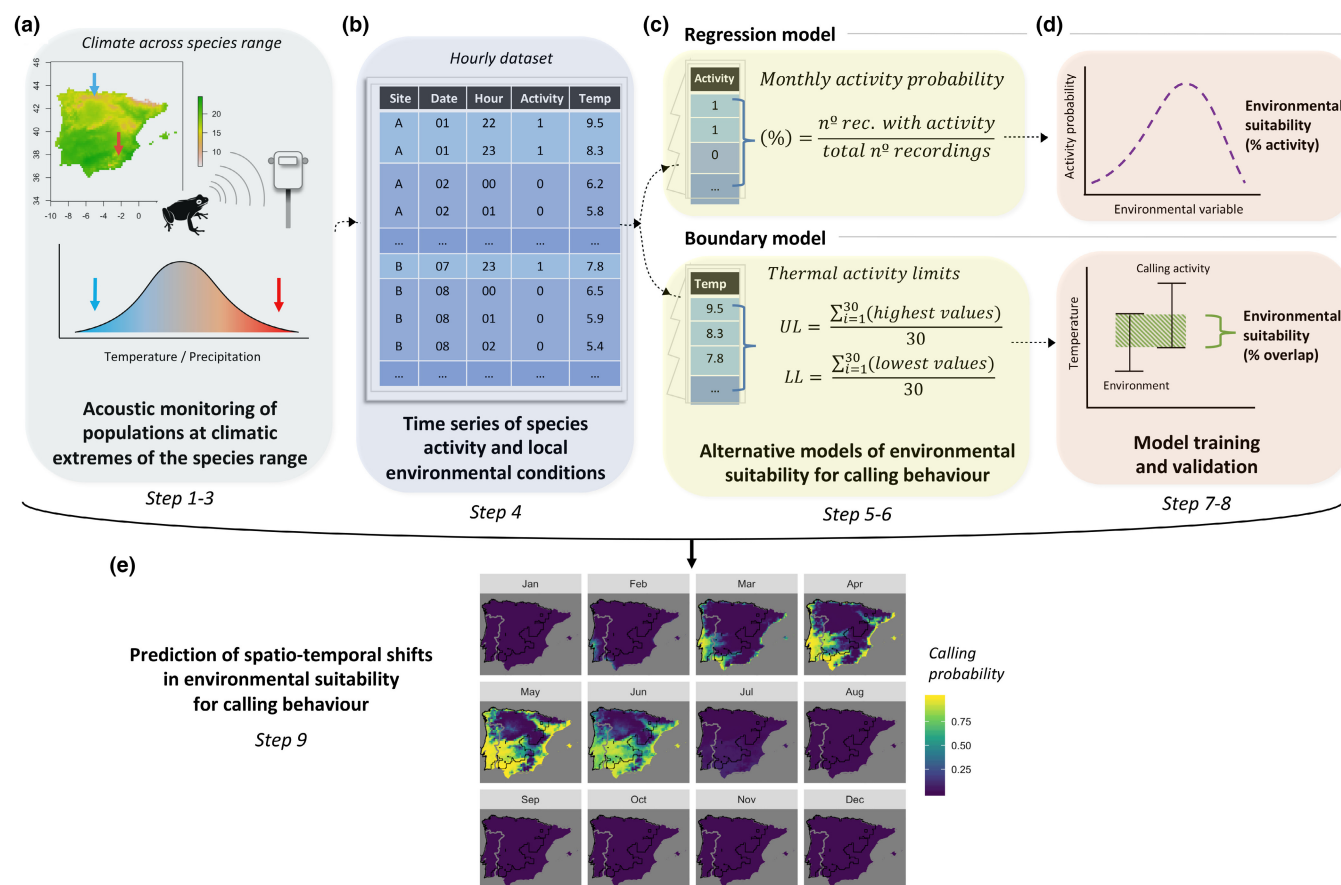 (a)
Climate across species range
46
44
42
40
38
36
34
-10 -8 -6 -4 -2 0
20
15
10
Temperature / Precipitation
Acoustic monitoring of
populations at climatic
extremes of the species range
Step 1-3
(b)
Hourly dataset
Site Date Hour Activity Temp
A 01 22 1 9.5
A 01 23 1 8.3
A 02 00 0 6.2
A 02 01 0 5.8
... ... ... ... ...
B 07 23 1 7.8
B 08 00 0 6.5
B 08 01 0 5.9
B 08 02 0 5.4
... ... ... ... ...
Time series of species
activity and local
environmental conditions
Step 4
(c)
Regression model
Activity
1
1
0
...
Monthly activity probability
(%) = nº rec. with activity
total nº recordings
Boundary model
Temp
9.5
8.3
7.8
...
Thermal activity limits
UL = ∑³⁰ᵢ₌₁(highest values)
30
LL = ∑³⁰ᵢ₌₁(lowest values)
30
Alternative models of environmental
suitability for calling behaviour
Step 5-6
(d)
Activity probability
Environmental variable
Environmental
suitability
(% activity)
Temperature
Calling activity
Environment
Environmental
suitability
(% overlap)
Model training
and validation
Step 7-8
(e)
Prediction of spatio-temporal shifts
in environmental suitability
for calling behaviour
Step 9
Jan Feb Mar Apr
May Jun Jul Aug
Sep Oct Nov Dec
Calling
probability
0.75
0.50
0.25